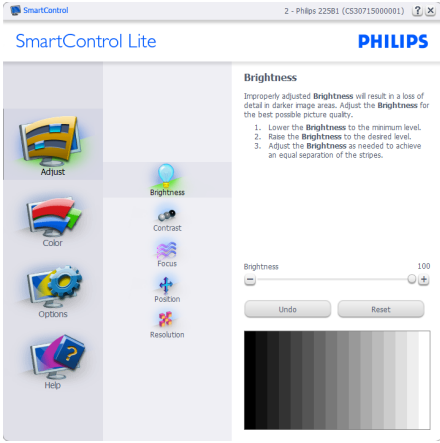 SmartControl
2 - Philips 225B1 (CS30715000001)
SmartControl Lite
PHILIPS
Adjust
Color
Options
Help
Brightness
Contrast
Focus
Position
Resolution
Brightness
Improperly adjusted Brightness will result in a loss of
detail in darker image areas. Adjust the Brightness for
the best possible picture quality.
1. Lower the Brightness to the minimum level.
2. Raise the Brightness to the desired level.
3. Adjust the Brightness as needed to achieve
an equal separation of the stripes.
Brightness
100
Undo
Reset